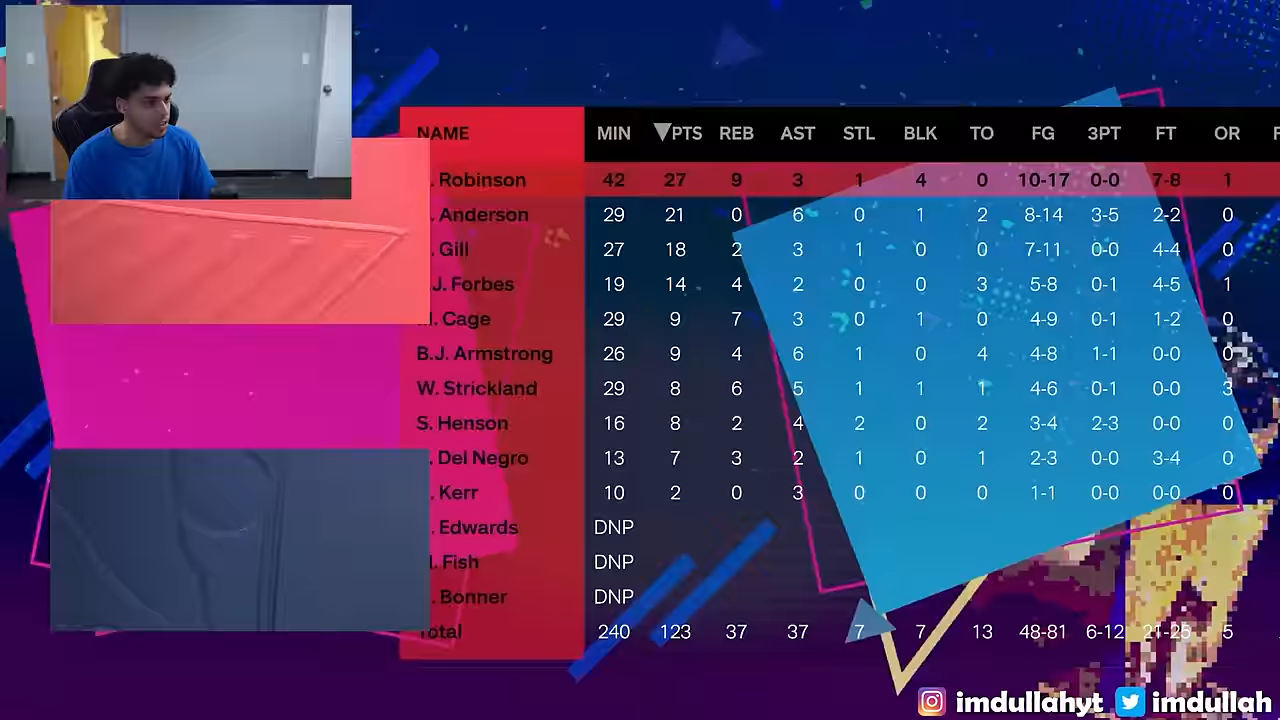 NAME MIN PTS REB AST STL BLK TO FG 3PT FT OR
. Robinson 42 27 9 3 1 4 0 10-17 0-0 7-8 1
. Anderson 29 21 0 6 0 1 2 8-14 3-5 2-2 0
. Gill 27 18 2 3 1 0 0 7-11 0-0 4-4 0
.J. Forbes 19 14 4 2 0 0 3 5-8 0-1 4-5 1
. Cage 29 9 7 3 0 1 0 4-9 0-1 1-2 0
B.J. Armstrong 26 9 4 6 1 0 4 4-8 1-1 0-0 0
W. Strickland 29 8 6 5 1 1 1 4-6 0-1 0-0 3
S. Henson 16 8 2 4 2 0 2 3-4 2-3 0-0 0
. Del Negro 13 7 3 2 1 0 1 2-3 0-0 3-4 0
. Kerr 10 2 0 3 0 0 0 1-1 0-0 0-0 0
. Edwards DNP
. Fish DNP
. Bonner DNP
Total 240 123 37 37 7 7 13 48-81 6-12 21-25 5
imdullahyt imdullah